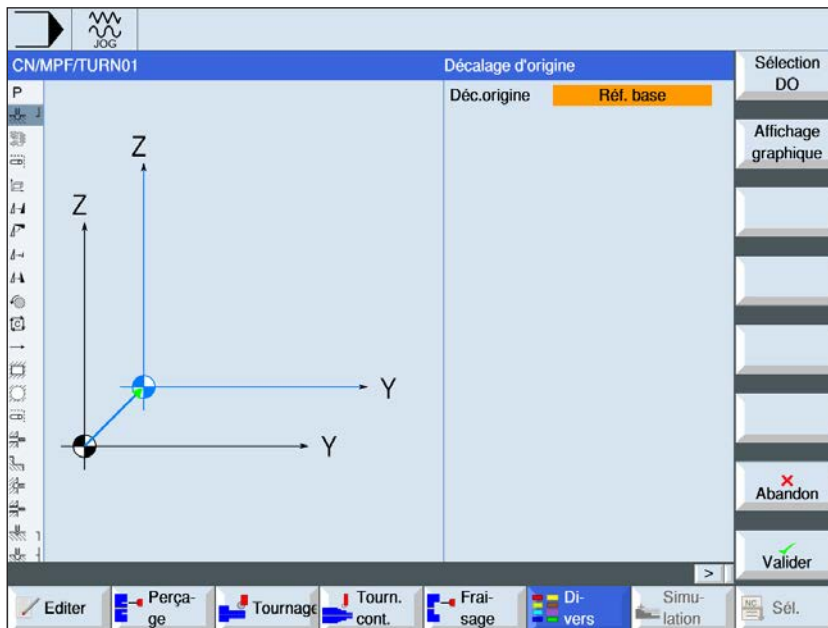 JOG
CN/MPF/TURN01
Décalage d'origine
Sélection
DO
P
Déc.origine
Réf. base
Affichage
graphique
Z
Z
Y
Y
Abandon
Valider
>
Editer
Perça-
ge
Tournage
Tourn.
cont.
Frai-
sage
Di-
vers
Simu-
lation
NC
Sél.